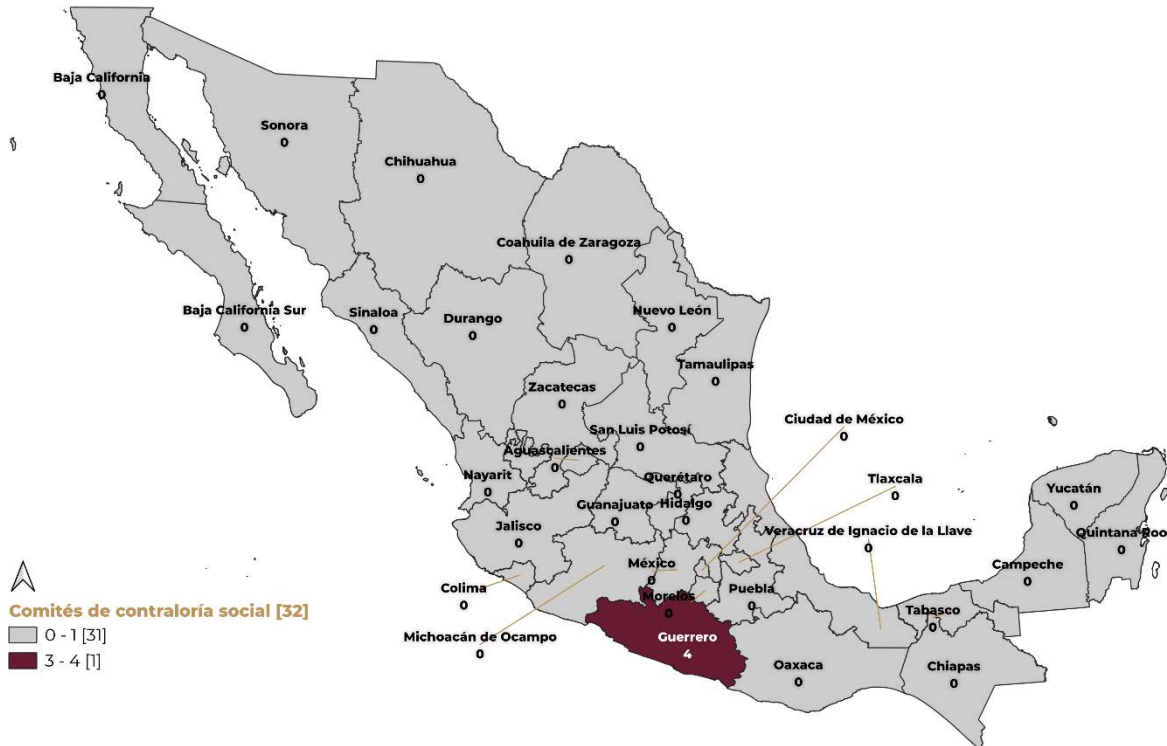 Baja California
0
Sonora
0
Chihuahua
0
Coahuila de Zaragoza
0
Baja California Sur
0
Sinaloa
0
Durango
0
Nuevo León
0
Tamaulipas
0
Zacatecas
0
San Luis Potosí
0
Ciudad de México
0
Aguascalientes
0
Nayarit
0
Querétaro
0
Tlaxcala
0
Guanajuato
0
Hidalgo
0
Yucatán
0
Jalisco
0
Veracruz de Ignacio de la Llave
0
Quintana Roo
0
México
0
Campeche
0
Colima
0
Morelos
0
Puebla
0
Tabasco
0
Michoacán de Ocampo
0
Guerrero
4
Oaxaca
0
Chiapas
0
Comités de contraloría social [32]
0 - 1 [31]
3 - 4 [1]